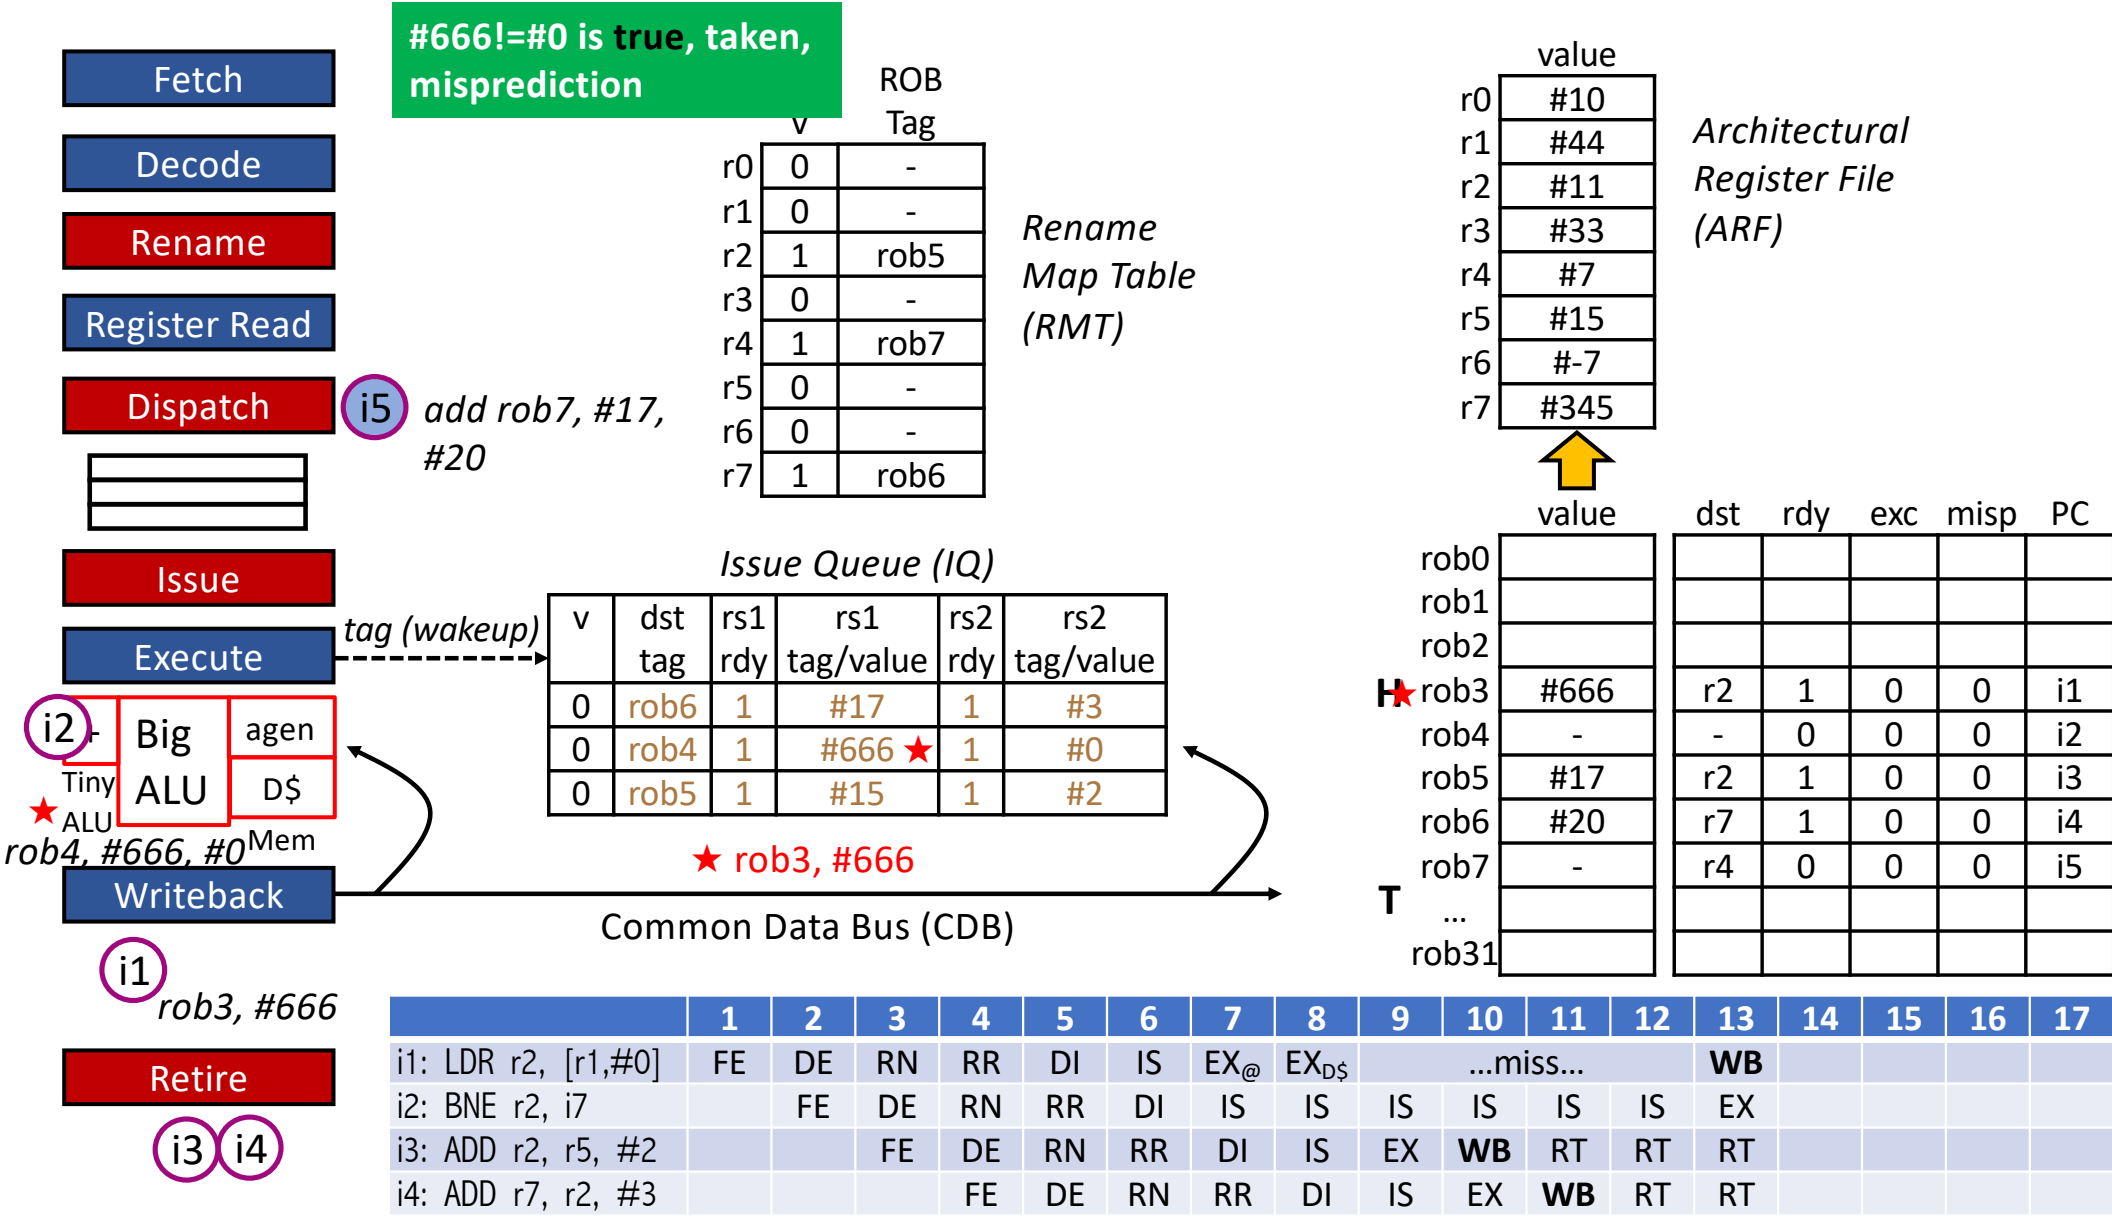 #666!=#0 is true, taken,
misprediction
Fetch
Decode
Rename
Register Read
Dispatch
i5
add rob7, #17,
#20
Issue
Execute
tag (wakeup)
i2
Big
ALU
agen
D$
Tiny
ALU
Mem
rob4, #666, #0
Writeback
i1
rob3, #666
Retire
i3 i4
ROB
v Tag
r0 0 -
r1 0 -
r2 1 rob5
r3 0 -
r4 1 rob7
r5 0 -
r6 0 -
r7 1 rob6
Rename
Map Table
(RMT)
Issue Queue (IQ)
v dst rs1 rs1 rs2 rs2
tag rdy tag/value rdy tag/value
0 rob6 1 #17 1 #3
0 rob4 1 #666 1 #0
0 rob5 1 #15 1 #2
rob3, #666
Common Data Bus (CDB)
value
r0 #10
r1 #44
r2 #11
r3 #33
r4 #7
r5 #15
r6 #-7
r7 #345
Architectural
Register File
(ARF)
value dst rdy exc misp PC
rob0
rob1
rob2
H rob3 #666 r2 1 0 0 i1
rob4 - - 0 0 0 i2
rob5 #17 r2 1 0 0 i3
rob6 #20 r7 1 0 0 i4
rob7 - r4 0 0 0 i5
T ...
rob31
1 2 3 4 5 6 7 8 9 10 11 12 13 14 15 16 17
i1: LDR r2, [r1,#0] FE DE RN RR DI IS EX@ EXD$ ...miss... WB
i2: BNE r2, i7 FE DE RN RR DI IS IS IS IS IS IS EX
i3: ADD r2, r5, #2 FE DE RN RR DI IS EX WB RT RT RT
i4: ADD r7, r2, #3 FE DE RN RR DI IS EX WB RT RT